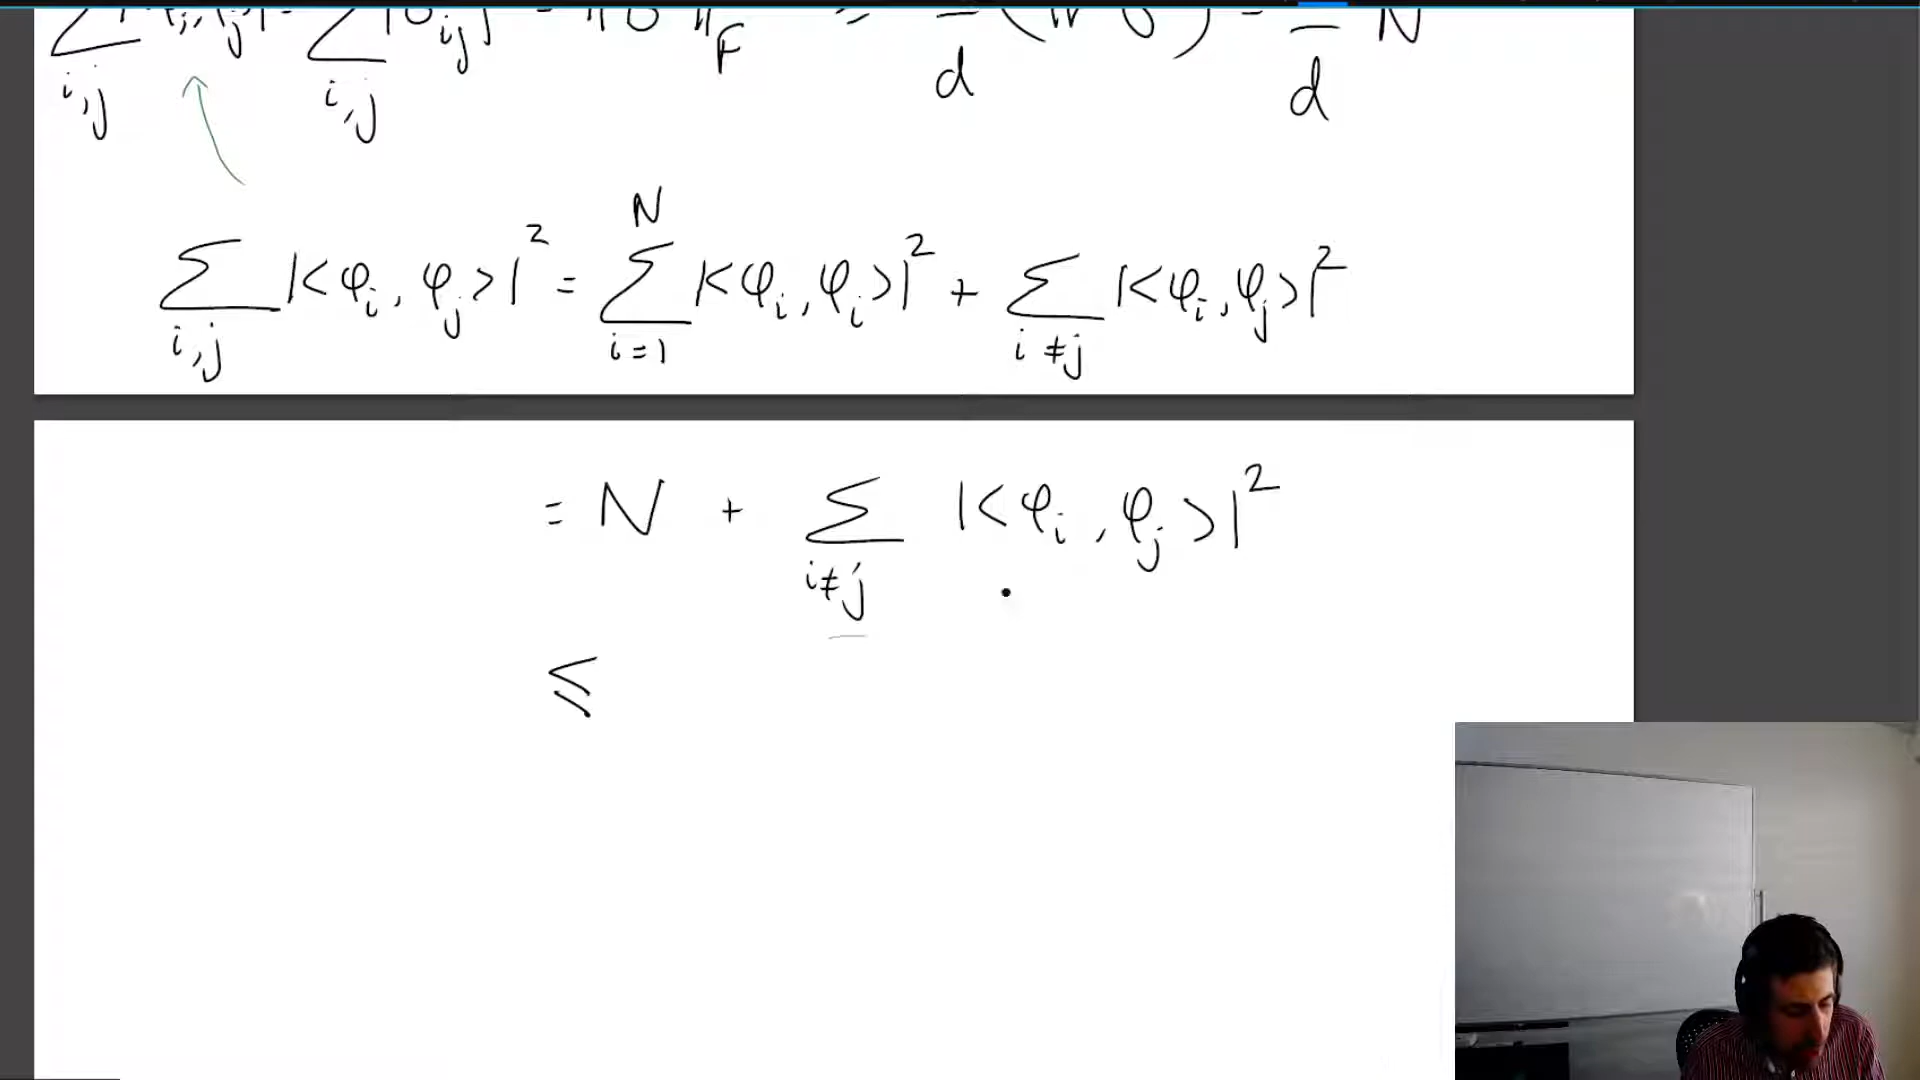 ∑_{i,j} |<φ_i, φ_j>|² = ∑_{i=1}^{N} |<φ_i, φ_i>|² + ∑_{i≠j} |<φ_i, φ_j>|²
= N + ∑_{i≠j} |<φ_i, φ_j>|²
≤